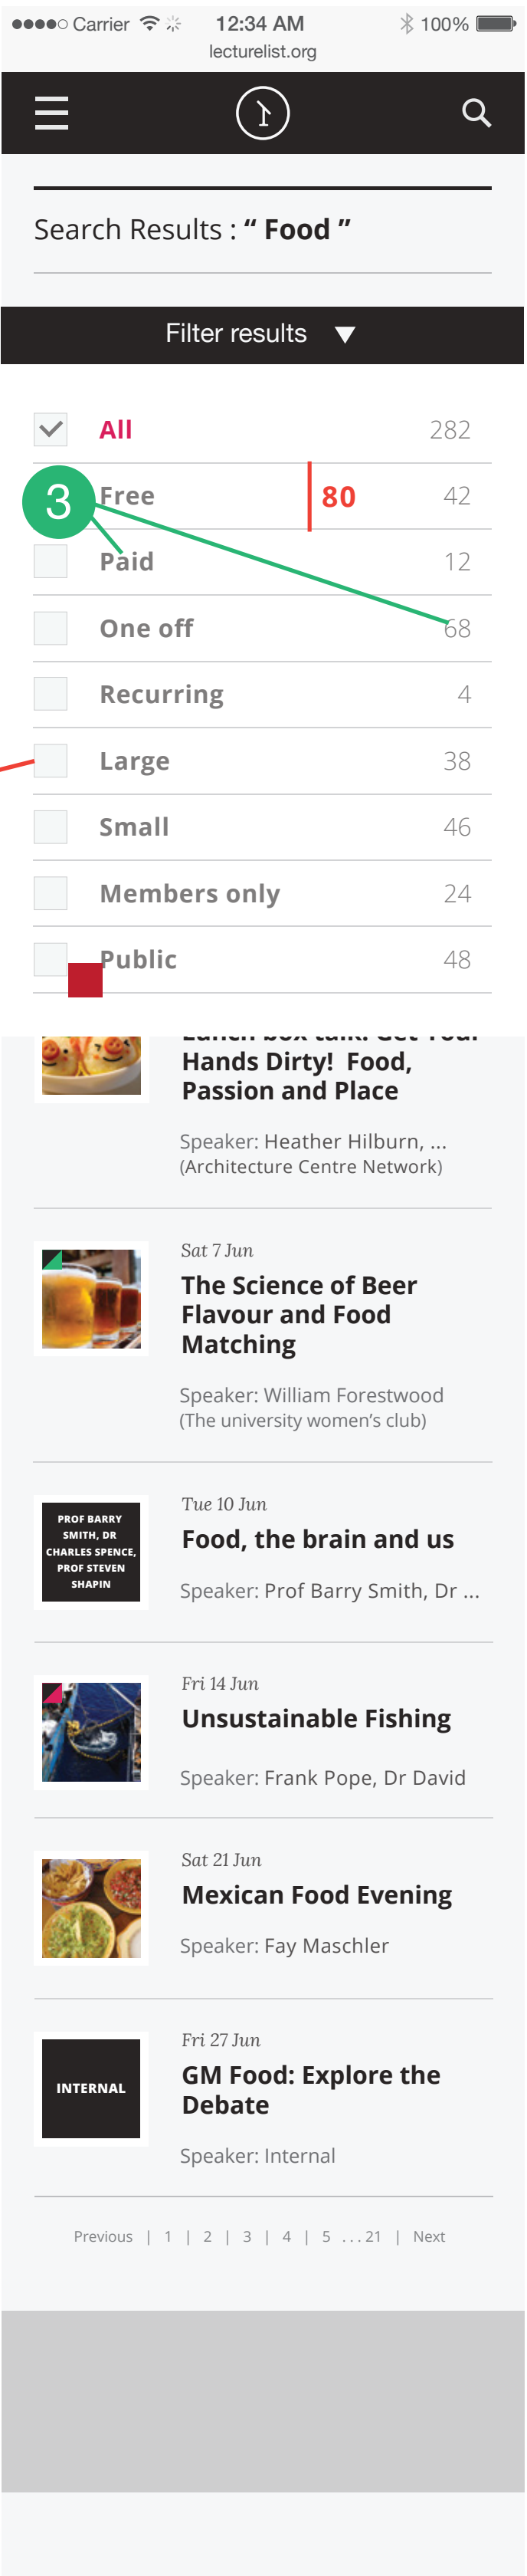 Carrier 12:34 AM 100%
lecturelist.org
Search Results : “ Food ”
Filter results
All 282
Free 80 42
3
Paid 12
One off 68
Recurring 4
Large 38
Small 46
Members only 24
Public 48
Lunch box talk: Get Your
Hands Dirty! Food,
Passion and Place
Speaker: Heather Hilburn, ...
(Architecture Centre Network)
Sat 7 Jun
The Science of Beer
Flavour and Food
Matching
Speaker: William Forestwood
(The university women’s club)
PROF BARRY
SMITH, DR
CHARLES SPENCE,
PROF STEVEN
SHAPIN
Tue 10 Jun
Food, the brain and us
Speaker: Prof Barry Smith, Dr ...
Fri 14 Jun
Unsustainable Fishing
Speaker: Frank Pope, Dr David
Sat 21 Jun
Mexican Food Evening
Speaker: Fay Maschler
INTERNAL
Fri 27 Jun
GM Food: Explore the
Debate
Speaker: Internal
Previous | 1 | 2 | 3 | 4 | 5 ...21 | Next